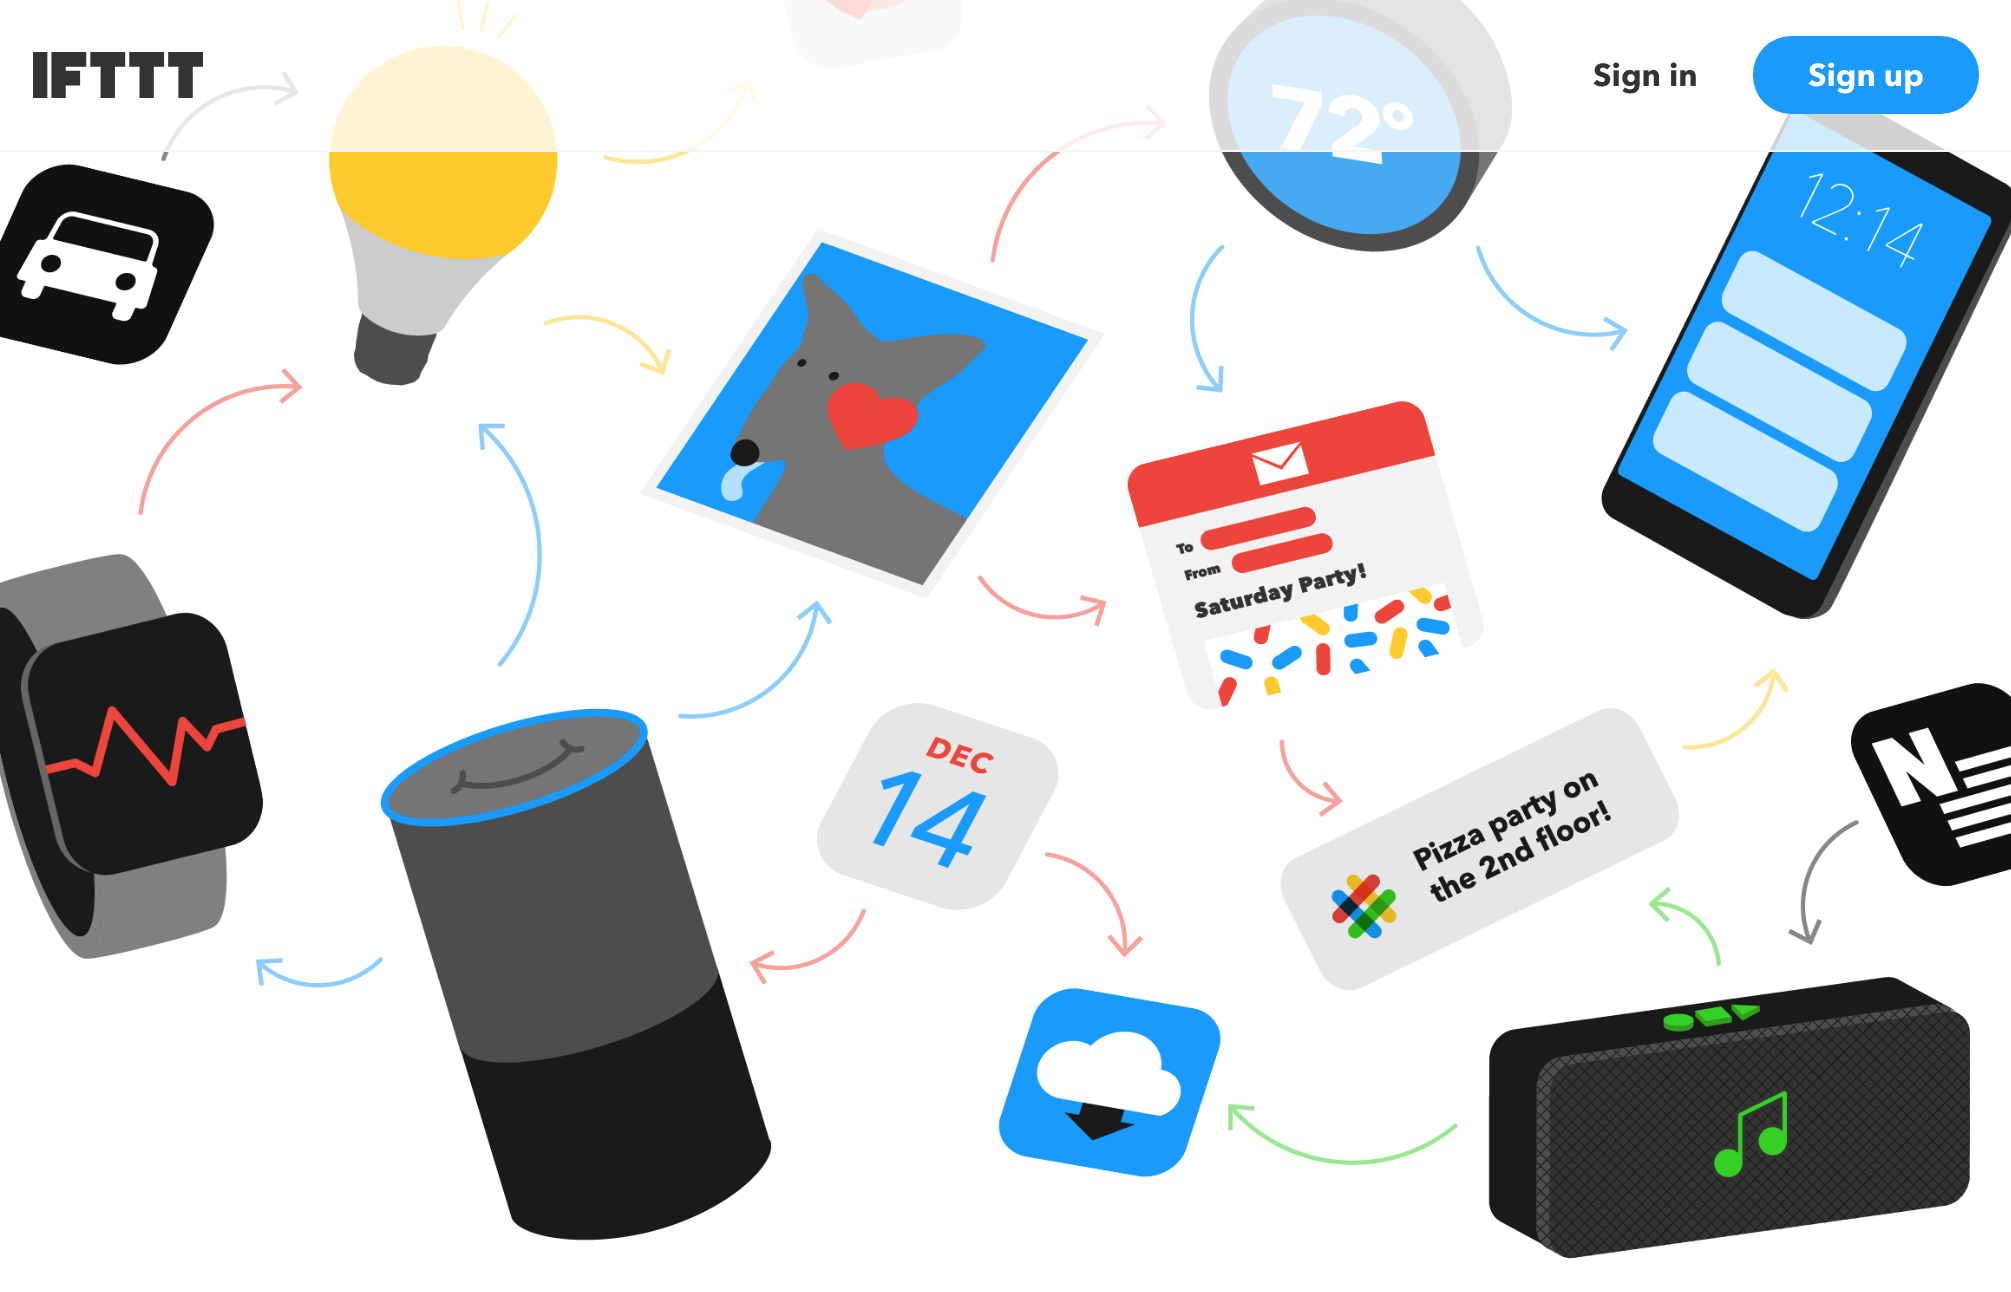 IFTTT
Sign in
Sign up
72°
12:14
To
From
Saturday Party!
DEC
14
Pizza party on
the 2nd floor!
N